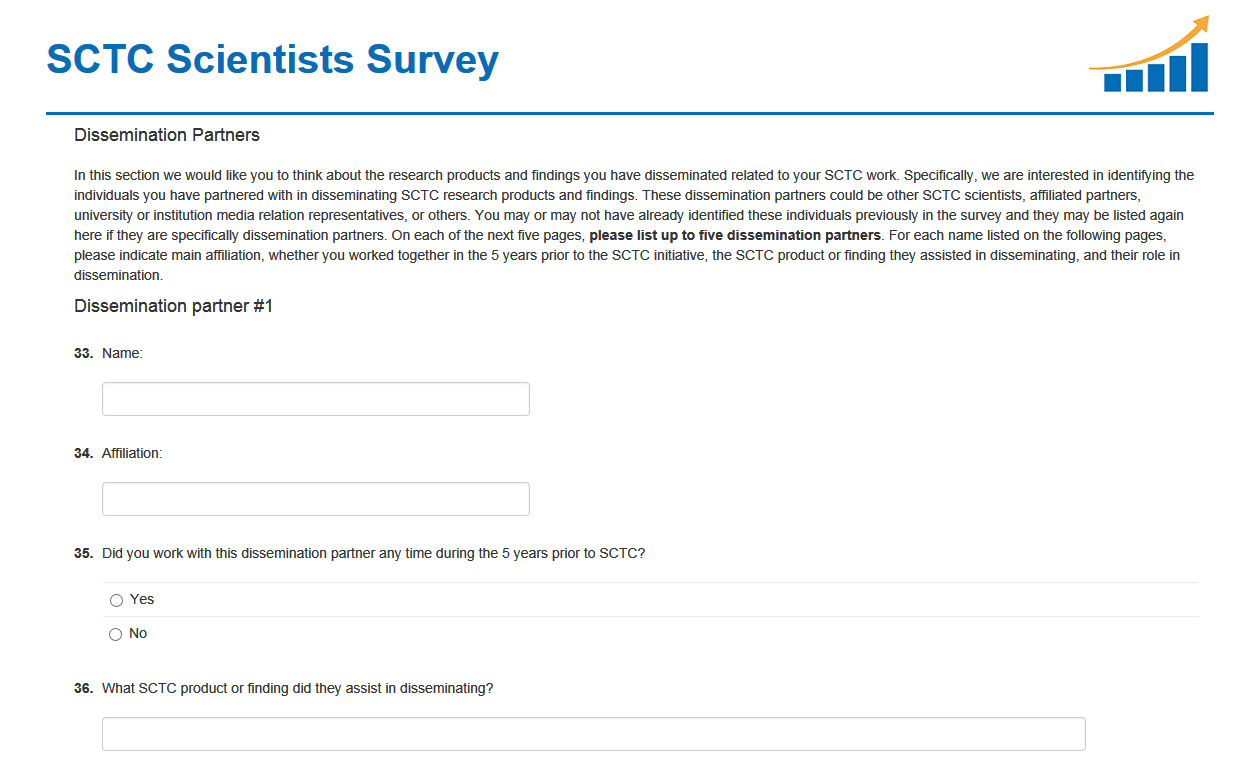 SCTC Scientists Survey
Dissemination Partners
In this section we would like you to think about the research products and findings you have disseminated related to your SCTC work. Specifically, we are interested in identifying the
individuals you have partnered with in disseminating SCTC research products and findings. These dissemination partners could be other SCTC scientists, affiliated partners,
university or institution media relation representatives, or others. You may or may not have already identified these individuals previously in the survey and they may be listed again
here if they are specifically dissemination partners. On each of the next five pages, please list up to five dissemination partners. For each name listed on the following pages,
please indicate main affiliation, whether you worked together in the 5 years prior to the SCTC initiative, the SCTC product or finding they assisted in disseminating, and their role in
dissemination.
Dissemination partner #1
33. Name:
34. Affiliation:
35. Did you work with this dissemination partner any time during the 5 years prior to SCTC?
Yes
No
36. What SCTC product or finding did they assist in disseminating?